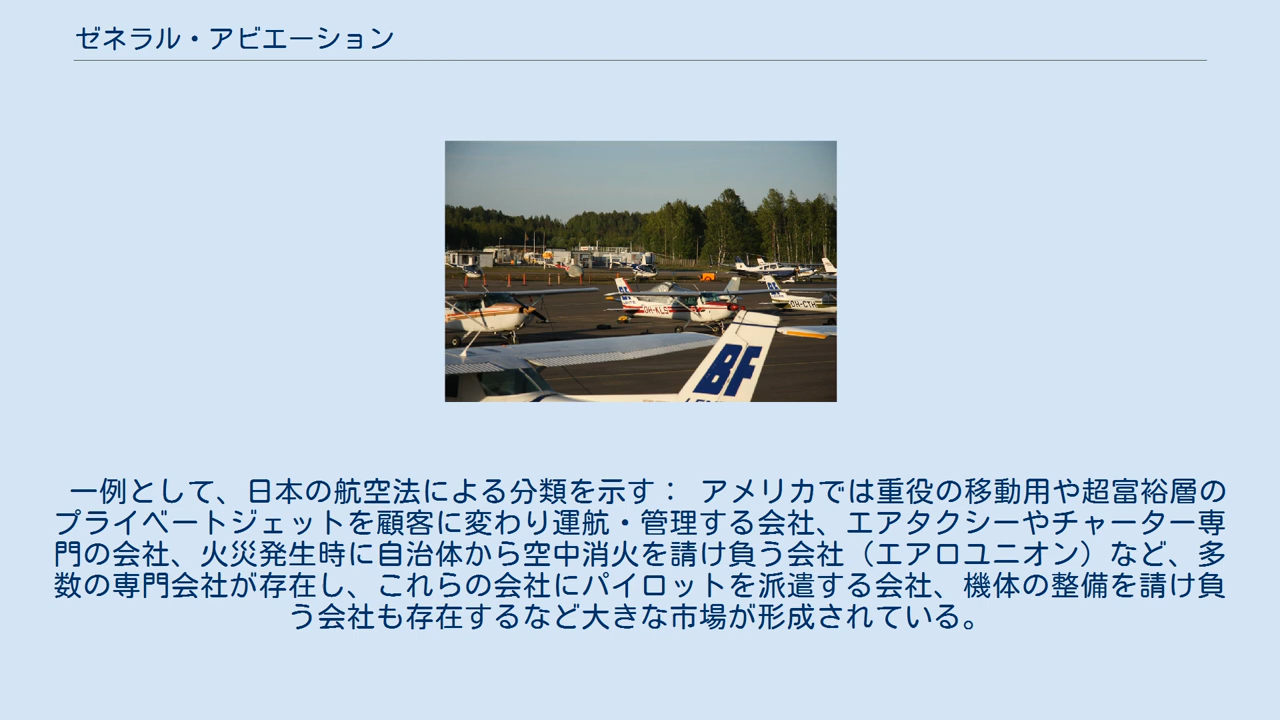 ゼネラル・アビエーション
OH-KLS
OH-CTH
BF
一例として、日本の航空法による分類を示す： アメリカでは重役の移動用や超富裕層の
プライベートジェットを顧客に変わり運航・管理する会社、エアタクシーやチャーター専
門の会社、火災発生時に自治体から空中消火を請け負う会社（エアロユニオン）など、多
数の専門会社が存在し、これらの会社にパイロットを派遣する会社、機体の整備を請け負
う会社も存在するなど大きな市場が形成されている。